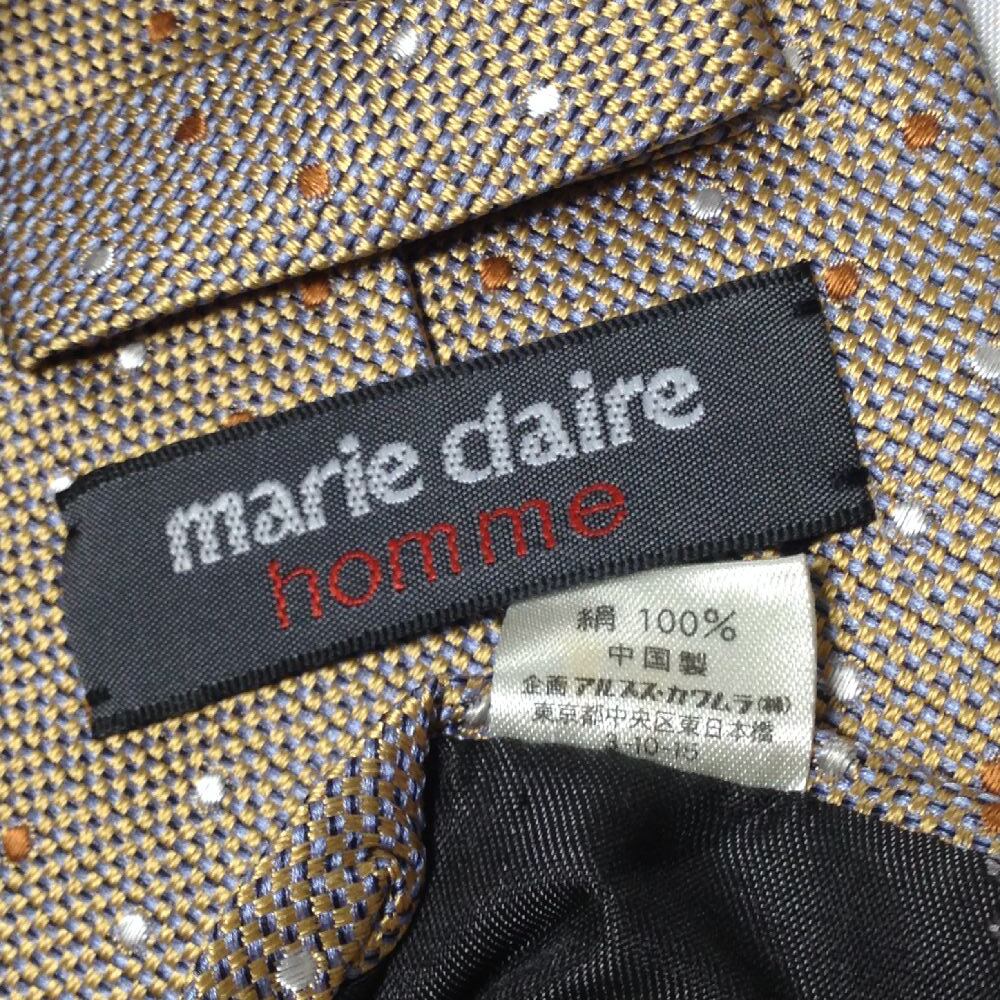 marie claire
homme
絹 100%
中国製
企画 アルプス・カワムラ(株)
東京都中央区東日本橋
3-10-15